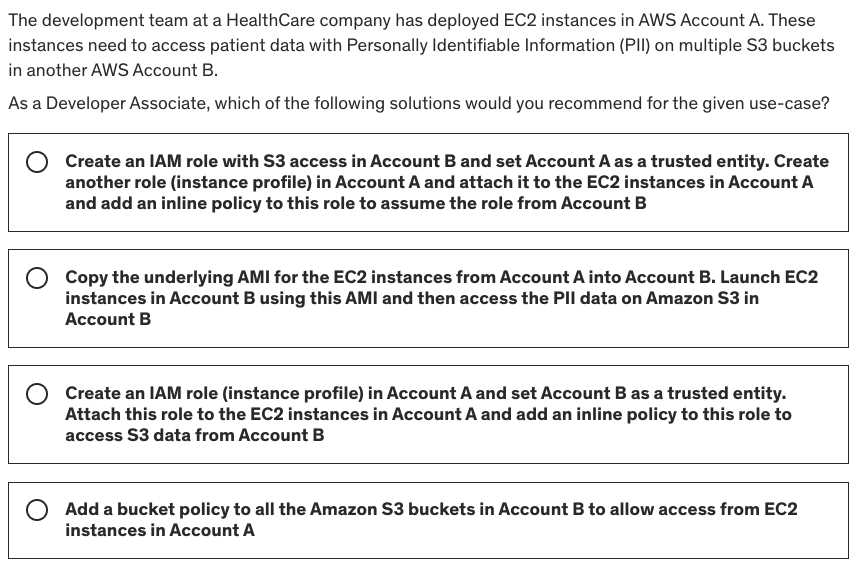 The development team at a HealthCare company has deployed EC2 instances in AWS Account A. These
instances need to access patient data with Personally Identifiable Information (PII) on multiple S3 buckets
in another AWS Account B.
As a Developer Associate, which of the following solutions would you recommend for the given use-case?
Create an IAM role with S3 access in Account B and set Account A as a trusted entity. Create
another role (instance profile) in Account A and attach it to the EC2 instances in Account A
and add an inline policy to this role to assume the role from Account B
Copy the underlying AMI for the EC2 instances from Account A into Account B. Launch EC2
instances in Account B using this AMI and then access the PII data on Amazon S3 in
Account B
Create an IAM role (instance profile) in Account A and set Account B as a trusted entity.
Attach this role to the EC2 instances in Account A and add an inline policy to this role to
access S3 data from Account B
Add a bucket policy to all the Amazon S3 buckets in Account B to allow access from EC2
instances in Account A